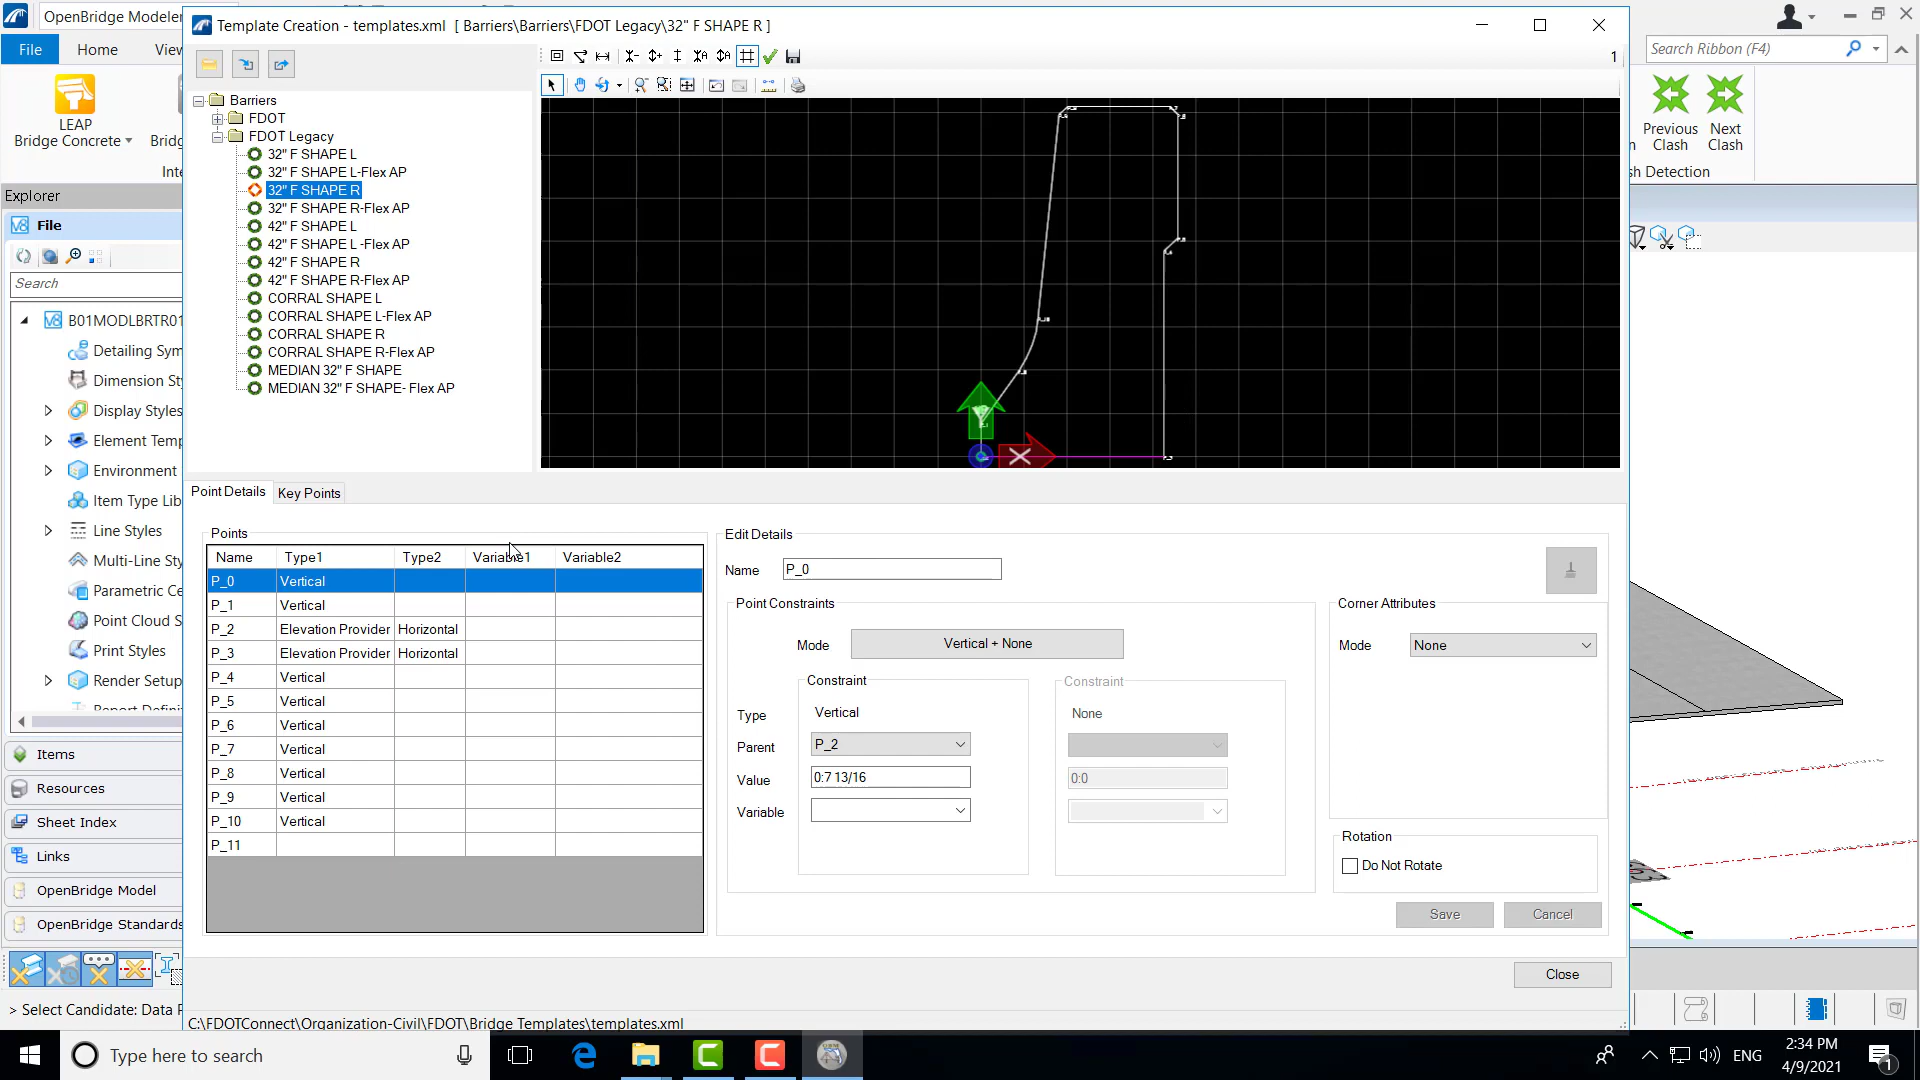 OpenBridge Modeler
Template Creation - templates.xml [ Barriers\Barriers\FDOT Legacy\32" F SHAPE R ]
File
Home
View
Search Ribbon (F4)
1
LEAP
Bridge Concrete
Bridg
Inte
Previous
Clash
Next
Clash
n
sh Detection
Explorer
File
Search
B01MODLBRTR01
Detailing Sym
Dimension St
Display Styles
Element Temp
Environment
Item Type Lib
Line Styles
Multi-Line Sty
Parametric Ce
Point Cloud S
Print Styles
Render Setup
Report Defini
Items
Resources
Sheet Index
Links
OpenBridge Model
OpenBridge Standards
> Select Candidate: Data P
Barriers
FDOT
FDOT Legacy
32" F SHAPE L
32" F SHAPE L-Flex AP
32" F SHAPE R
32" F SHAPE R-Flex AP
42" F SHAPE L
42" F SHAPE L -Flex AP
42" F SHAPE R
42" F SHAPE R-Flex AP
CORRAL SHAPE L
CORRAL SHAPE L-Flex AP
CORRAL SHAPE R
CORRAL SHAPE R-Flex AP
MEDIAN 32" F SHAPE
MEDIAN 32" F SHAPE- Flex AP
Y
X
Point Details
Key Points
Points
Name Type1 Type2 Variable1 Variable2
P_0 Vertical
P_1 Vertical
P_2 Elevation Provider Horizontal
P_3 Elevation Provider Horizontal
P_4 Vertical
P_5 Vertical
P_6 Vertical
P_7 Vertical
P_8 Vertical
P_9 Vertical
P_10 Vertical
P_11
Edit Details
Name P_0
Point Constraints
Mode Vertical + None
Constraint
Constraint
Type Vertical None
Parent P_2
Value 0:7 13/16 0:0
Variable
Corner Attributes
Mode None
Rotation
Do Not Rotate
Save Cancel
Close
C:\FDOTConnect\Organization-Civil\FDOT\Bridge Templates\templates.xml
Type here to search
ENG
2:34 PM
4/9/2021
1